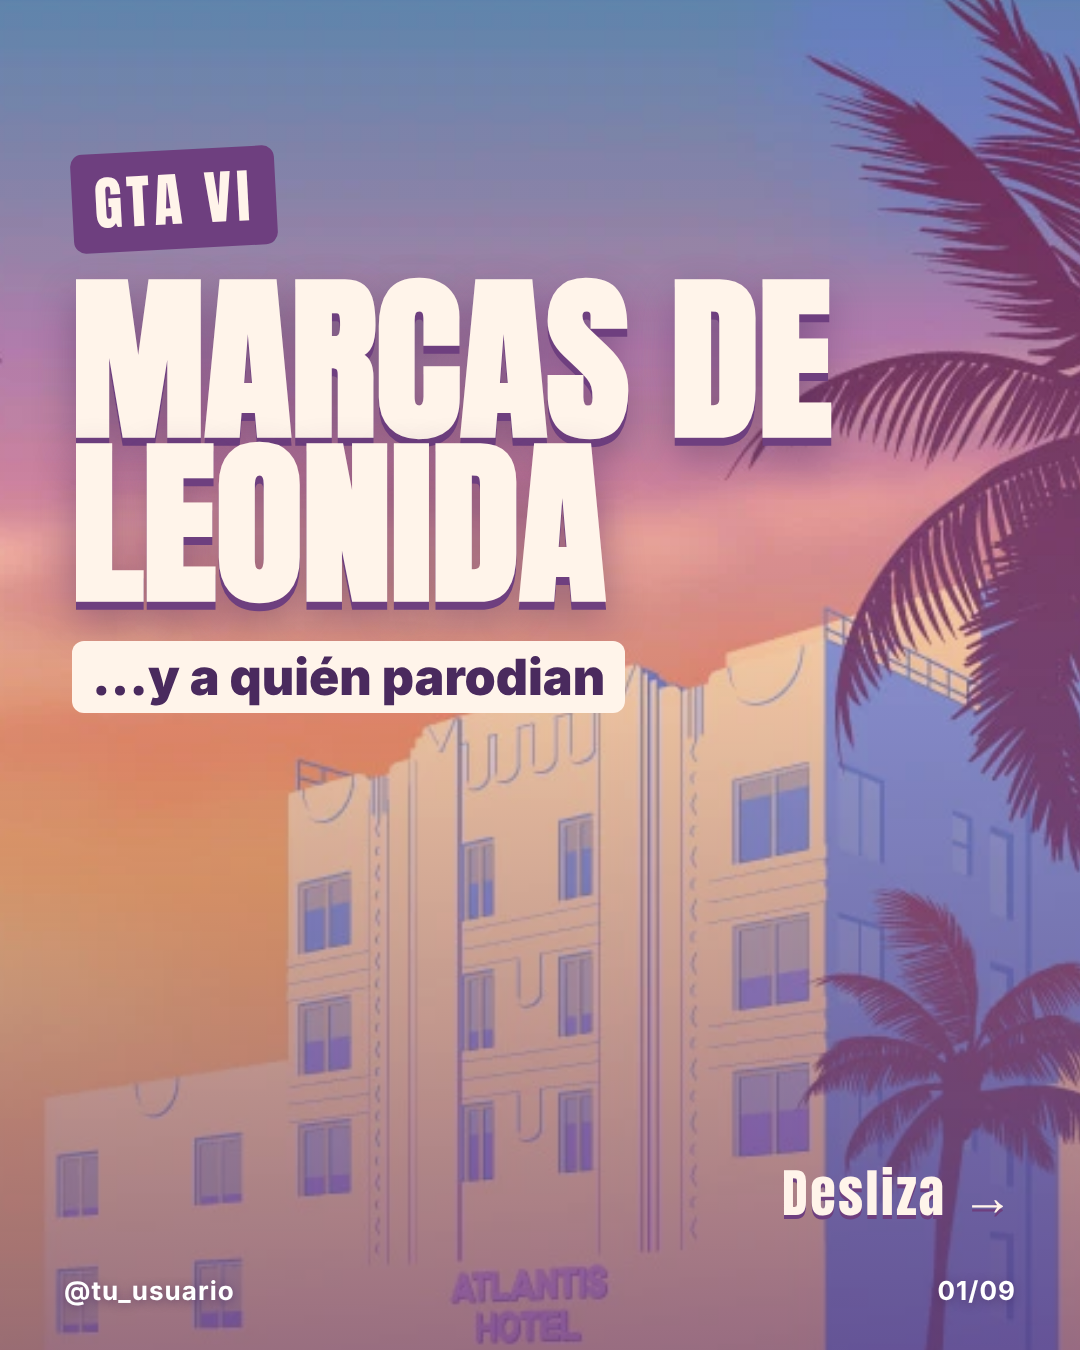 GTA VI
MARCAS DE
LEONIDA
...y a quién parodian
Desliza →
@tu_usuario
01/09
ATLANTIS
HOTEL